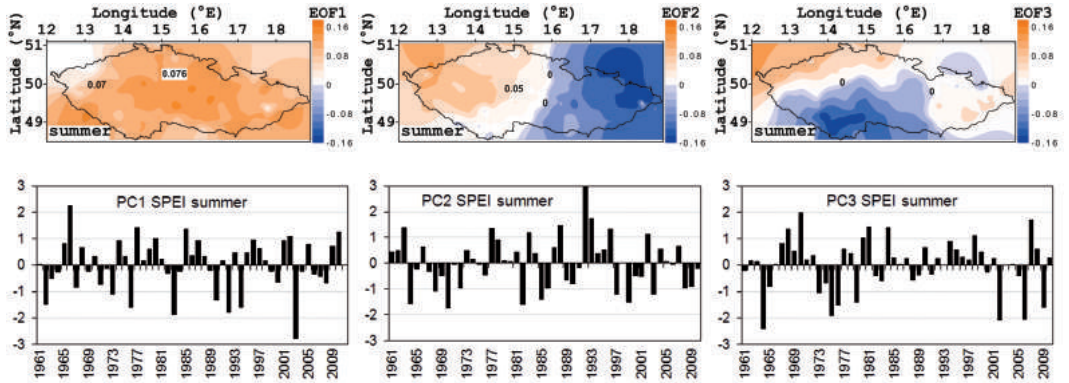 Longitude (°E) EOF1
12 13 14 15 16 17 18
Latitude (°N)
51
50
49
0.07
0.076
summer
0.16
0.08
0
-0.08
-0.16
Longitude (°E) EOF2
12 13 14 15 16 17 18
0
0.05
0
summer
0.16
0.08
0
-0.08
-0.16
Longitude (°E) EOF3
12 13 14 15 16 17 18
Latitude (°N)
51
50
49
0
0
summer
0.16
0.08
0
-0.08
-0.16
PC1 SPEI summer
3
2
1
0
-1
-2
-3
1961 1965 1969 1973 1977 1981 1985 1989 1993 1997 2001 2005 2009
PC2 SPEI summer
3
2
1
0
-1
-2
-3
1961 1965 1969 1973 1977 1981 1985 1989 1993 1997 2001 2005 2009
PC3 SPEI summer
3
2
1
0
-1
-2
-3
1961 1965 1969 1973 1977 1981 1985 1989 1993 1997 2001 2005 2009